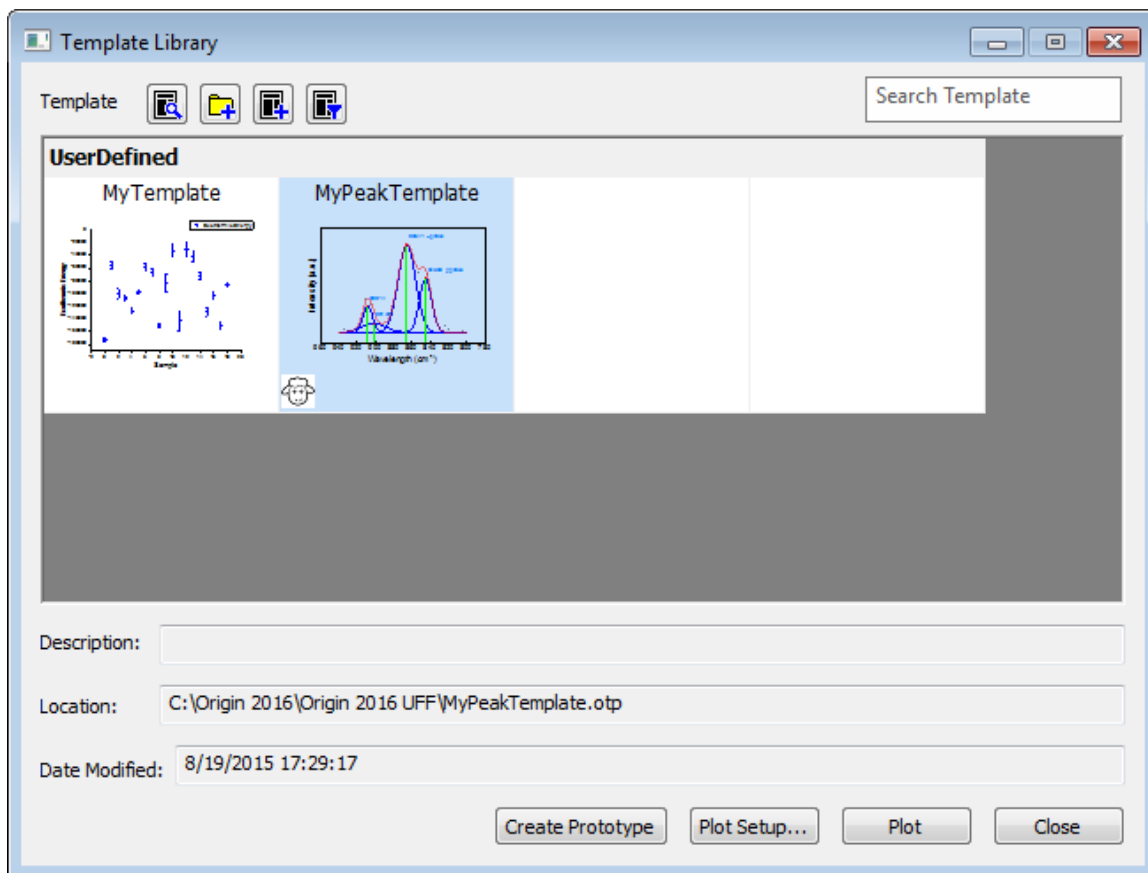 Template Library
Template
Search Template
UserDefined
MyTemplate
MyPeakTemplate
Sample
Intensity (a.u.)
Wavelength (cm⁻¹)
Description:
Location:
C:\Origin 2016\Origin 2016 UFF\MyPeakTemplate.otp
Date Modified:
8/19/2015 17:29:17
Create Prototype
Plot Setup...
Plot
Close